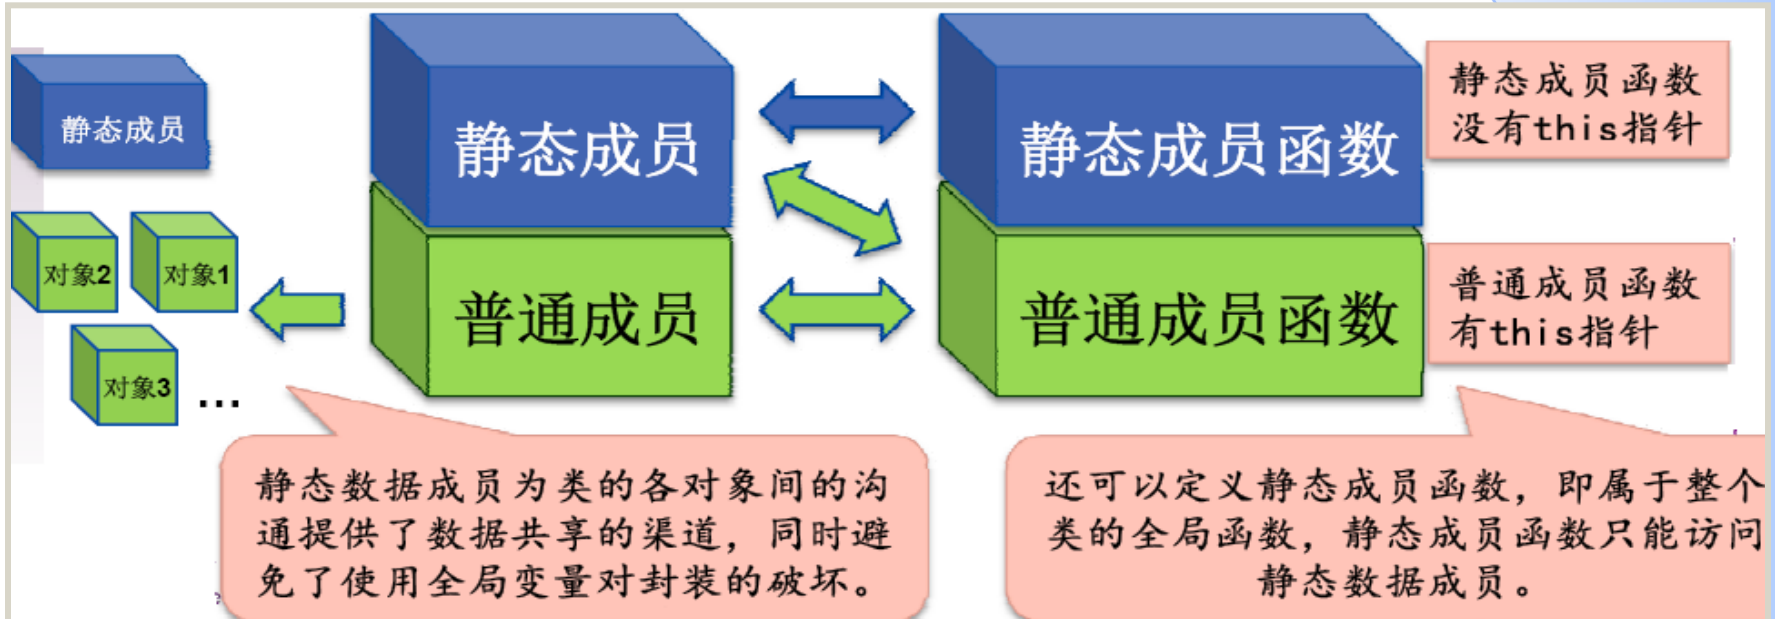 静态成员
对象2
对象1
对象3
...
静态成员
普通成员
静态成员函数
普通成员函数
静态成员函数
没有this指针
普通成员函数
有this指针
静态数据成员为类的各对象间的沟
通提供了数据共享的渠道，同时避
免了使用全局变量对封装的破坏。
还可以定义静态成员函数，即属于整个
类的全局函数，静态成员函数只能访问
静态数据成员。